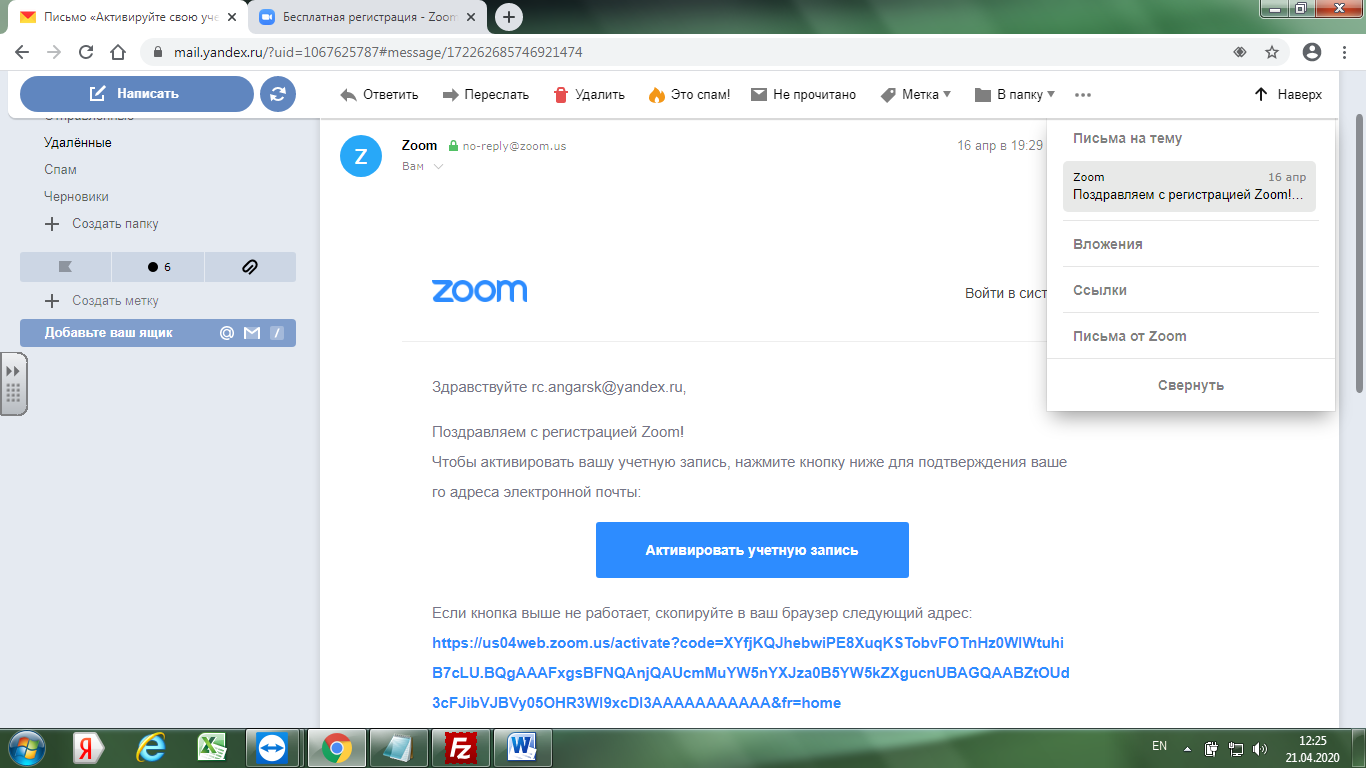 Письмо «Активируйте свою уче
Бесплатная регистрация - Zoom
mail.yandex.ru/?uid=1067625787#message/172262685746921474
Написать
Ответить
Переслать
Удалить
Это спам!
Не прочитано
Метка
В папку
Наверх
Отправленные
Удалённые
Спам
Черновики
Создать папку
6
Создать метку
Добавьте ваш ящик
Z
Zoom no-reply@zoom.us
16 апр в 19:29
Вам
Письма на тему
Zoom 16 апр
Поздравляем с регистрацией Zoom!...
Вложения
Ссылки
Письма от Zoom
Свернуть
zoom
Войти в сист
Здравствуйте rc.angarsk@yandex.ru,
Поздравляем с регистрацией Zoom!
Чтобы активировать вашу учетную запись, нажмите кнопку ниже для подтверждения ваше
го адреса электронной почты:
Активировать учетную запись
Если кнопка выше не работает, скопируйте в ваш браузер следующий адрес:
https://us04web.zoom.us/activate?code=XYfjKQJhebwiPE8XuqKSTobvFOTnHz0WlWtuhi
B7cLU.BQgAAAFxgsBFNQAnjQAUcmMuYW5nYXJza0B5YW5kZXgucnUBAGQAABZtOUd
3cFJibVJBVy05OHR3Wl9xcDl3AAAAAAAAAAA&fr=home
EN
12:25
21.04.2020